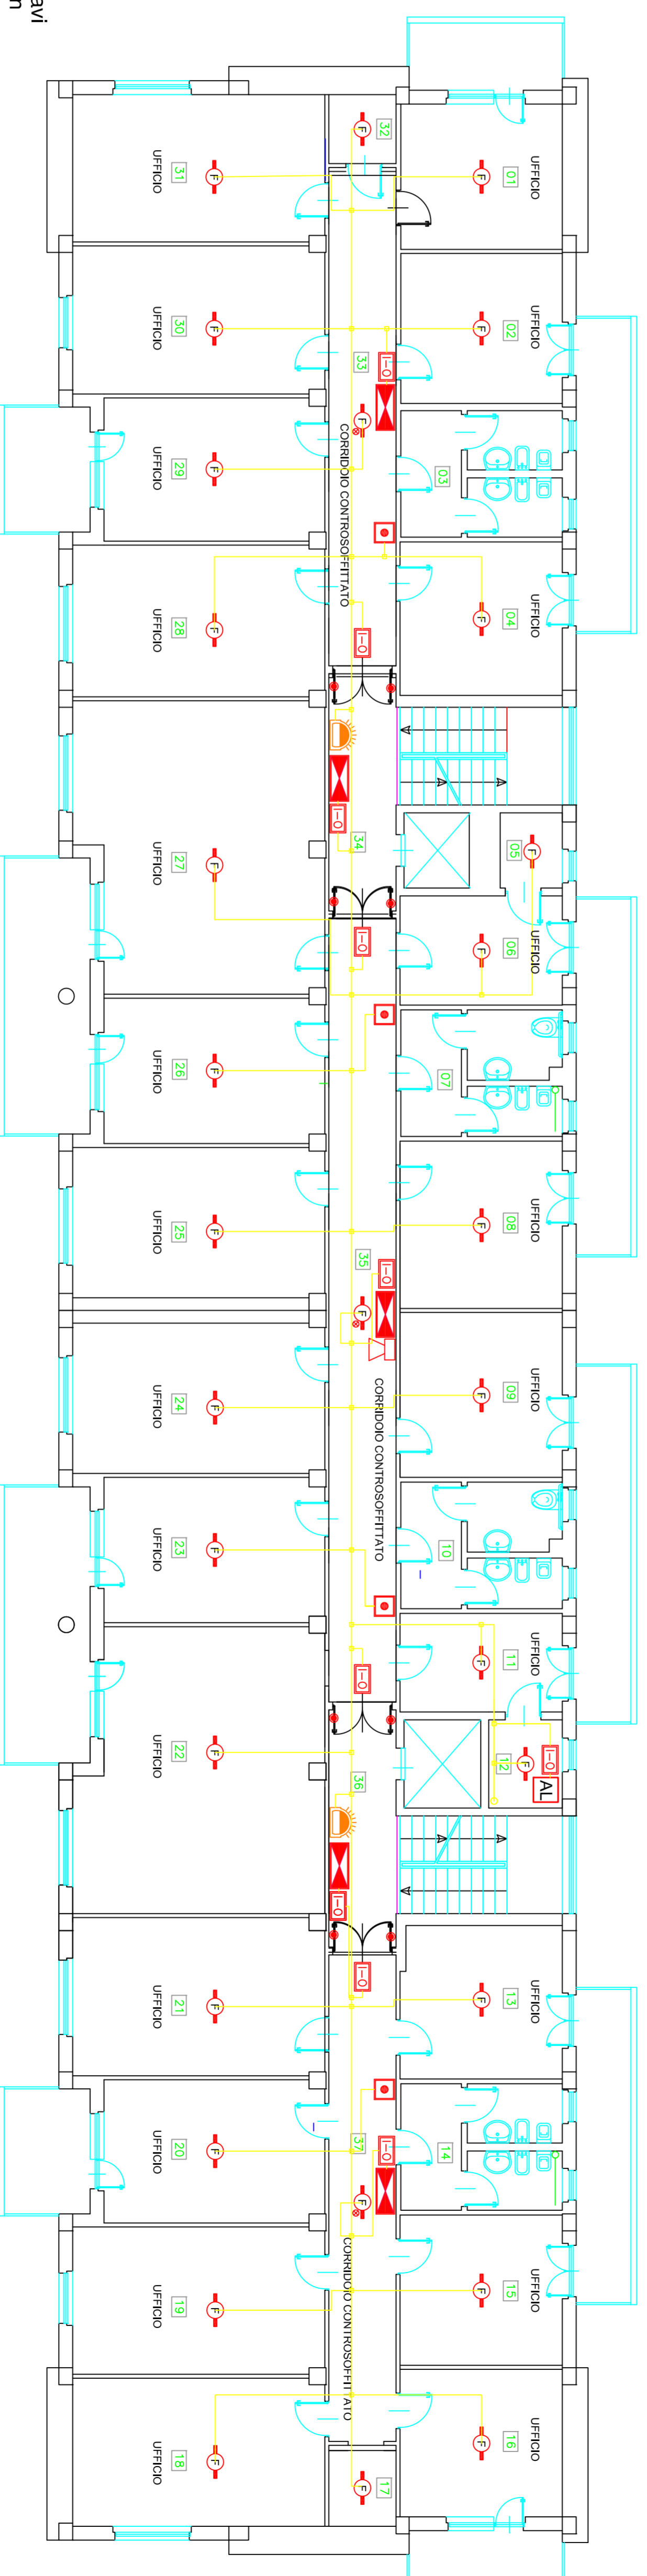 UFFICIO
01
F
UFFICIO
02
F
03
UFFICIO
04
F
05
F
UFFICIO
06
F
07
UFFICIO
08
F
UFFICIO
09
F
10
UFFICIO
11
F
12
F
I-O
AL
UFFICIO
13
F
14
UFFICIO
15
F
UFFICIO
16
F
32
F
33
I-O
F
CORRIDOIO CONTROSOFFITTATO
I-O
34
I-O
I-O
35
I-O
F
CORRIDOIO CONTROSOFFITTATO
I-O
36
I-O
I-O
37
I-O
F
CORRIDOIO CONTROSOFFITTATO
17
F
F
31
UFFICIO
F
30
UFFICIO
F
29
UFFICIO
F
28
UFFICIO
F
27
UFFICIO
F
26
UFFICIO
F
25
UFFICIO
F
24
UFFICIO
F
23
UFFICIO
F
22
UFFICIO
F
21
UFFICIO
F
20
UFFICIO
F
19
UFFICIO
F
18
UFFICIO
avi